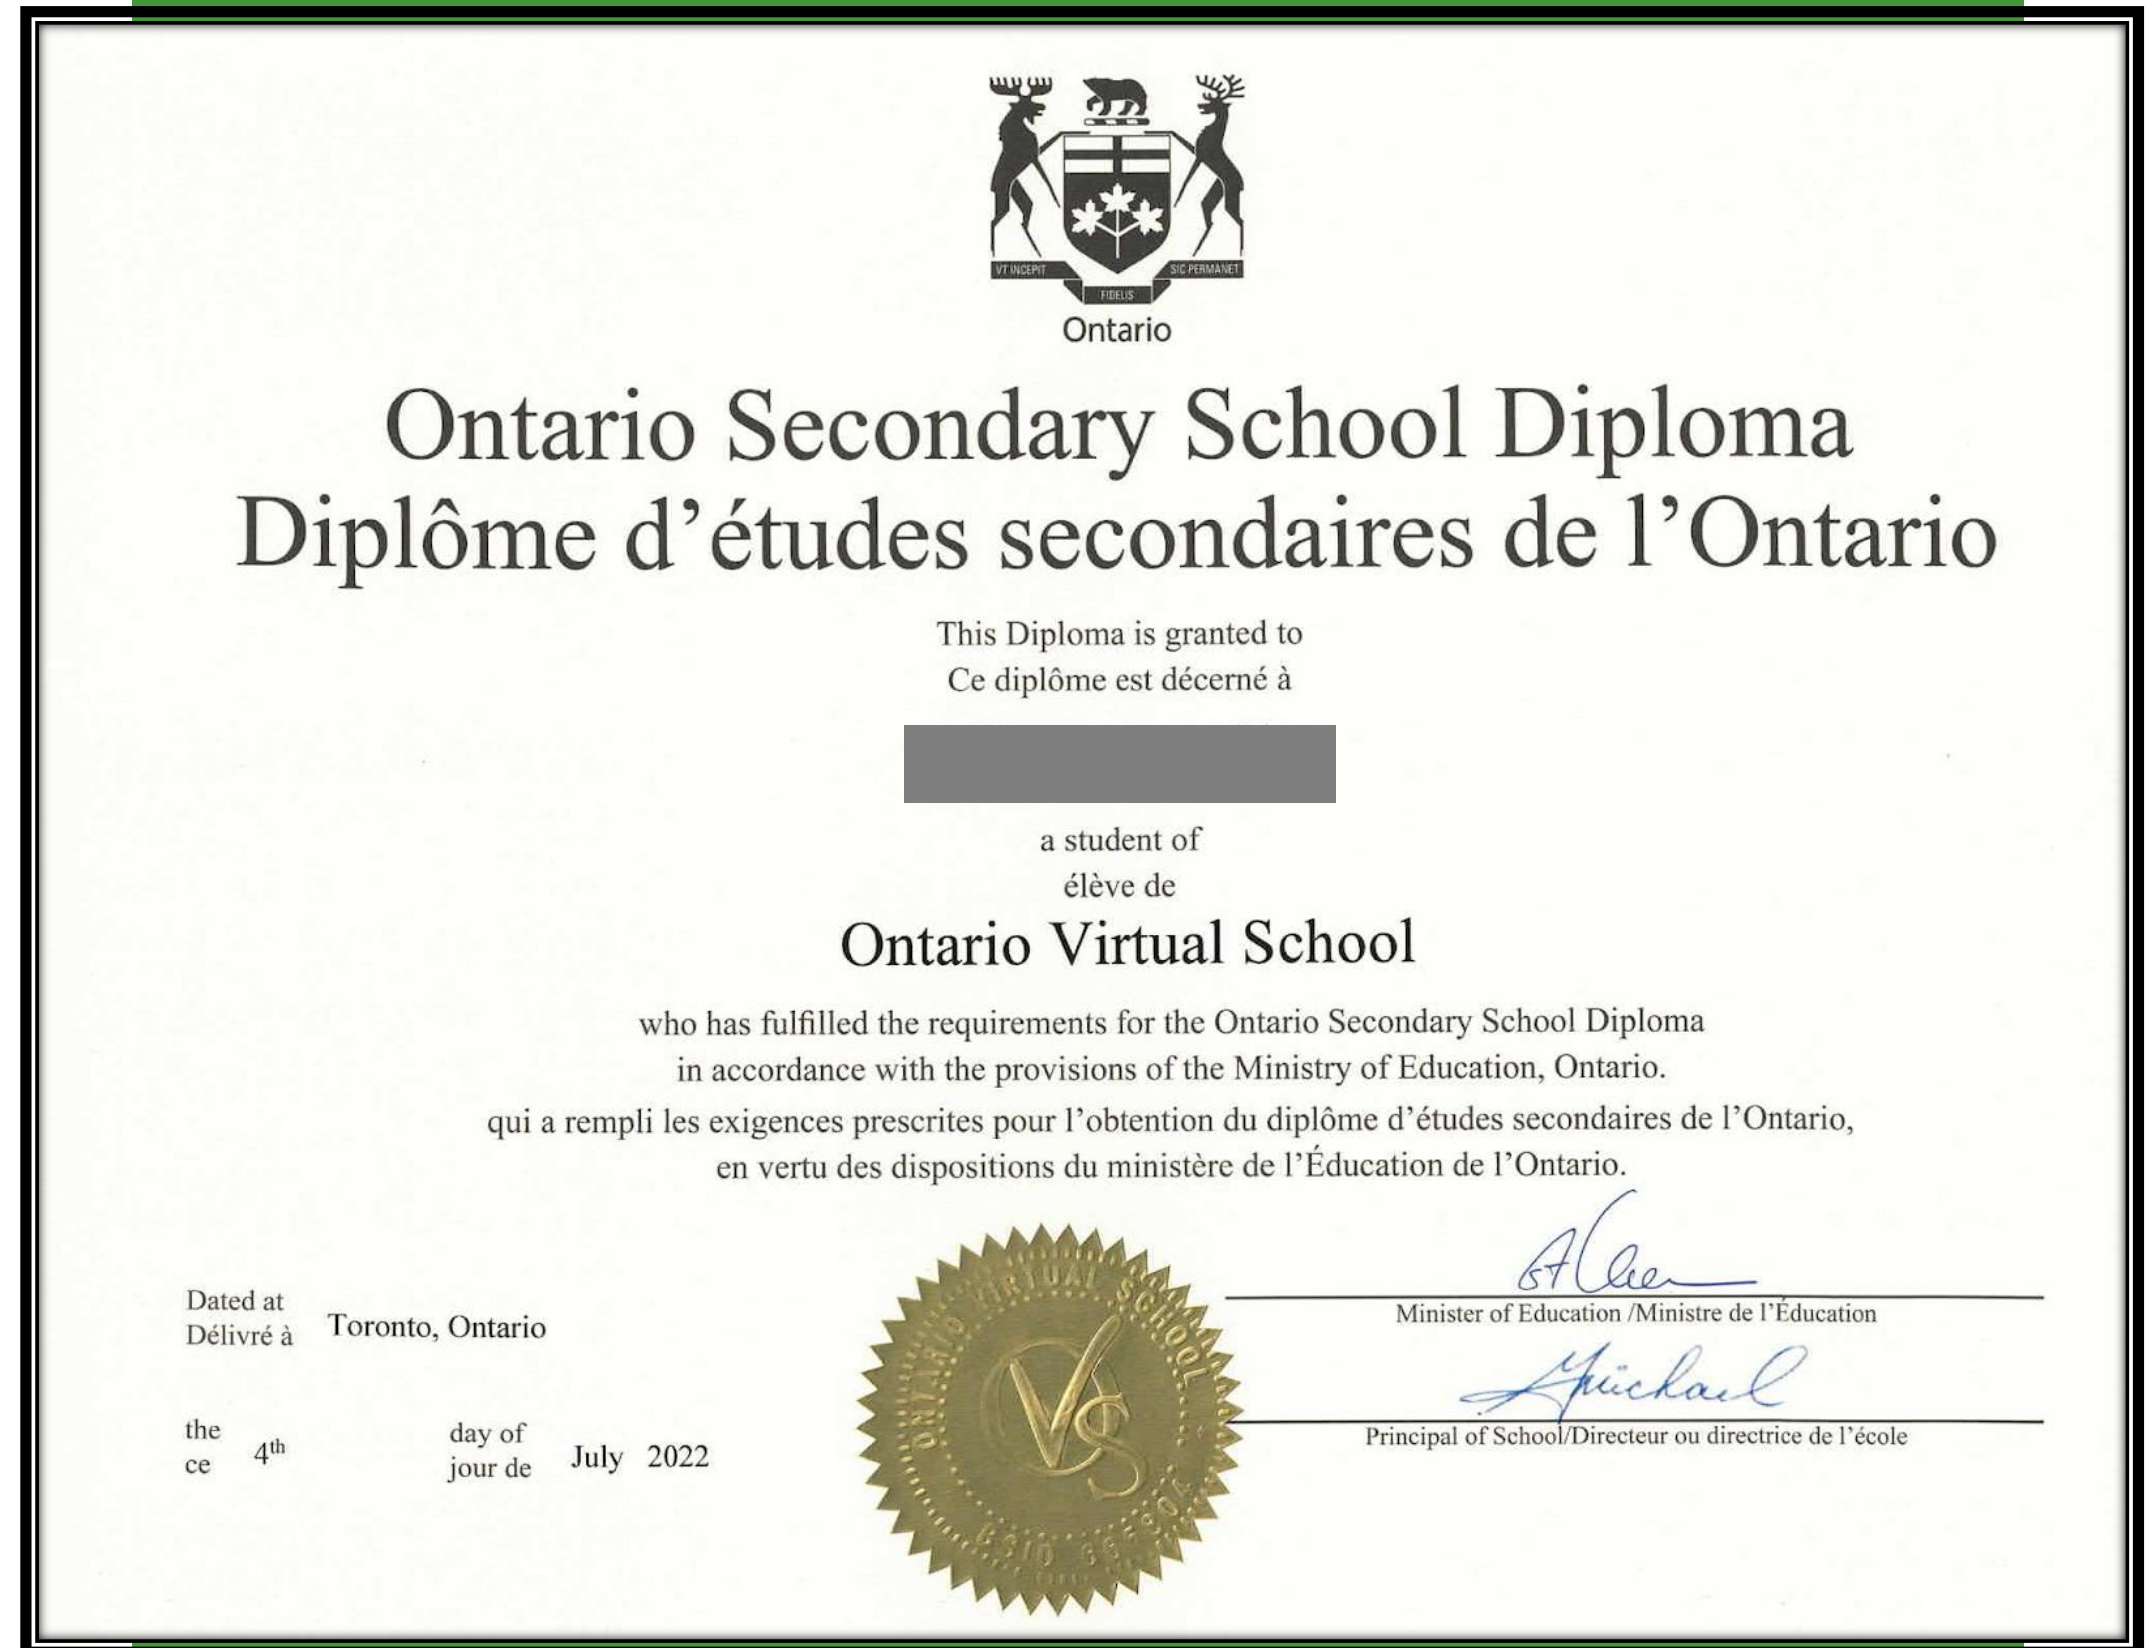 VT INCEPIT
SIC PERMANET
FIDELIS
Ontario
Ontario Secondary School Diploma
Diplôme d’études secondaires de l’Ontario
This Diploma is granted to
Ce diplôme est décerné à
a student of
élève de
Ontario Virtual School
who has fulfilled the requirements for the Ontario Secondary School Diploma
in accordance with the provisions of the Ministry of Education, Ontario.
qui a rempli les exigences prescrites pour l’obtention du diplôme d’études secondaires de l’Ontario,
en vertu des dispositions du ministère de l’Éducation de l’Ontario.
Dated at
Délivré à
Toronto, Ontario
the
ce
4th
day of
jour de
July 2022
ONTARIO VIRTUAL SCHOOL
OVS
BSID
Minister of Education /Ministre de l’Éducation
Principal of School/Directeur ou directrice de l’école